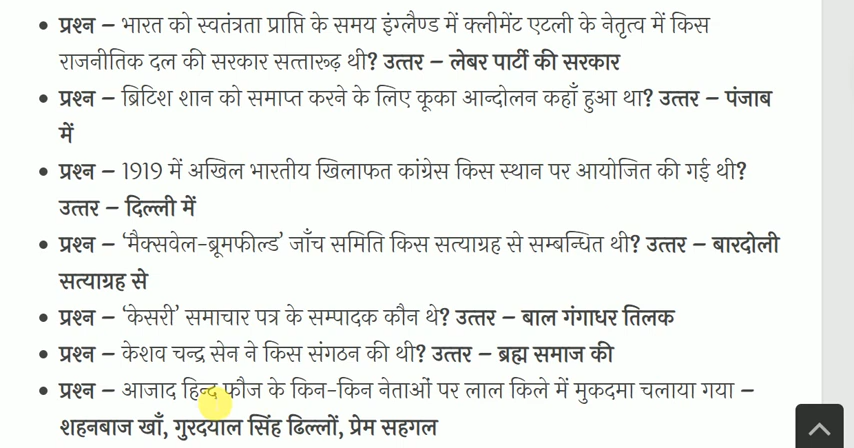 • प्रश्न – भारत को स्वतंत्रता प्राप्ति के समय इंग्लैण्ड में क्लीमेंट एटली के नेतृत्व में किस
राजनीतिक दल की सरकार सत्तारूढ़ थी? उत्तर – लेबर पार्टी की सरकार
• प्रश्न – ब्रिटिश शान को समाप्त करने के लिए कूका आन्दोलन कहाँ हुआ था? उत्तर – पंजाब
में
• प्रश्न – 1919 में अखिल भारतीय खिलाफत कांग्रेस किस स्थान पर आयोजित की गई थी?
उत्तर – दिल्ली में
• प्रश्न – ‘मैक्सवेल-ब्रूमफील्ड’ जाँच समिति किस सत्याग्रह से सम्बन्धित थी? उत्तर – बारदोली
सत्याग्रह से
• प्रश्न – ‘केसरी’ समाचार पत्र के सम्पादक कौन थे? उत्तर – बाल गंगाधर तिलक
• प्रश्न – केशव चन्द्र सेन ने किस संगठन की थी? उत्तर – ब्रह्म समाज की
• प्रश्न – आजाद हिन्द फौज के किन-किन नेताओं पर लाल किले में मुकदमा चलाया गया –
शहनबाज खाँ, गुरदयाल सिंह ढिल्लों, प्रेम सहगल